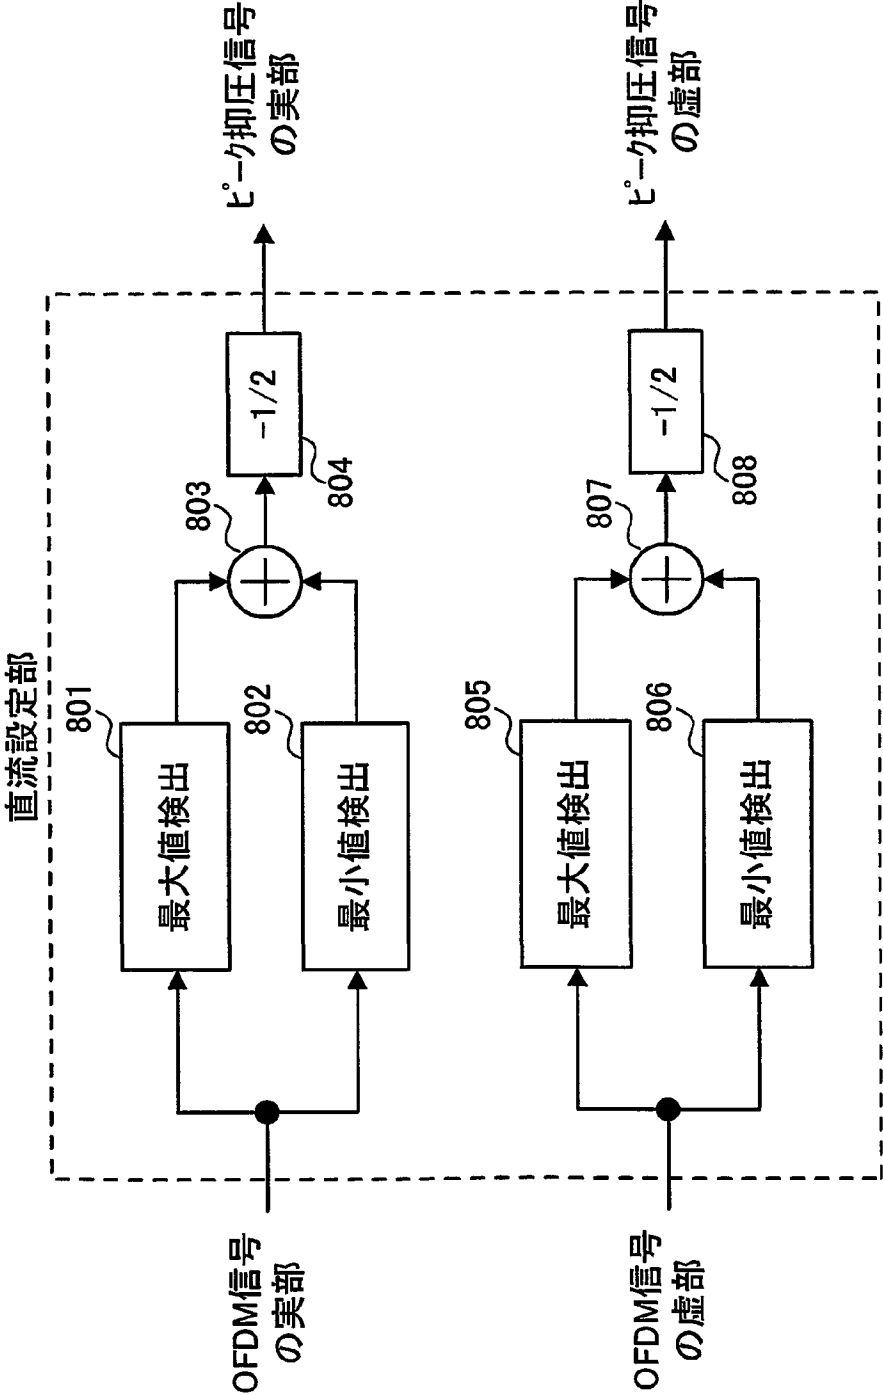 直流設定部
OFDM信号
の実部
最大値検出
801
最小値検出
802
803
-1/2
804
ピーク抑圧信号
の実部
OFDM信号
の虚部
最大値検出
805
最小値検出
806
807
-1/2
808
ピーク抑圧信号
の虚部